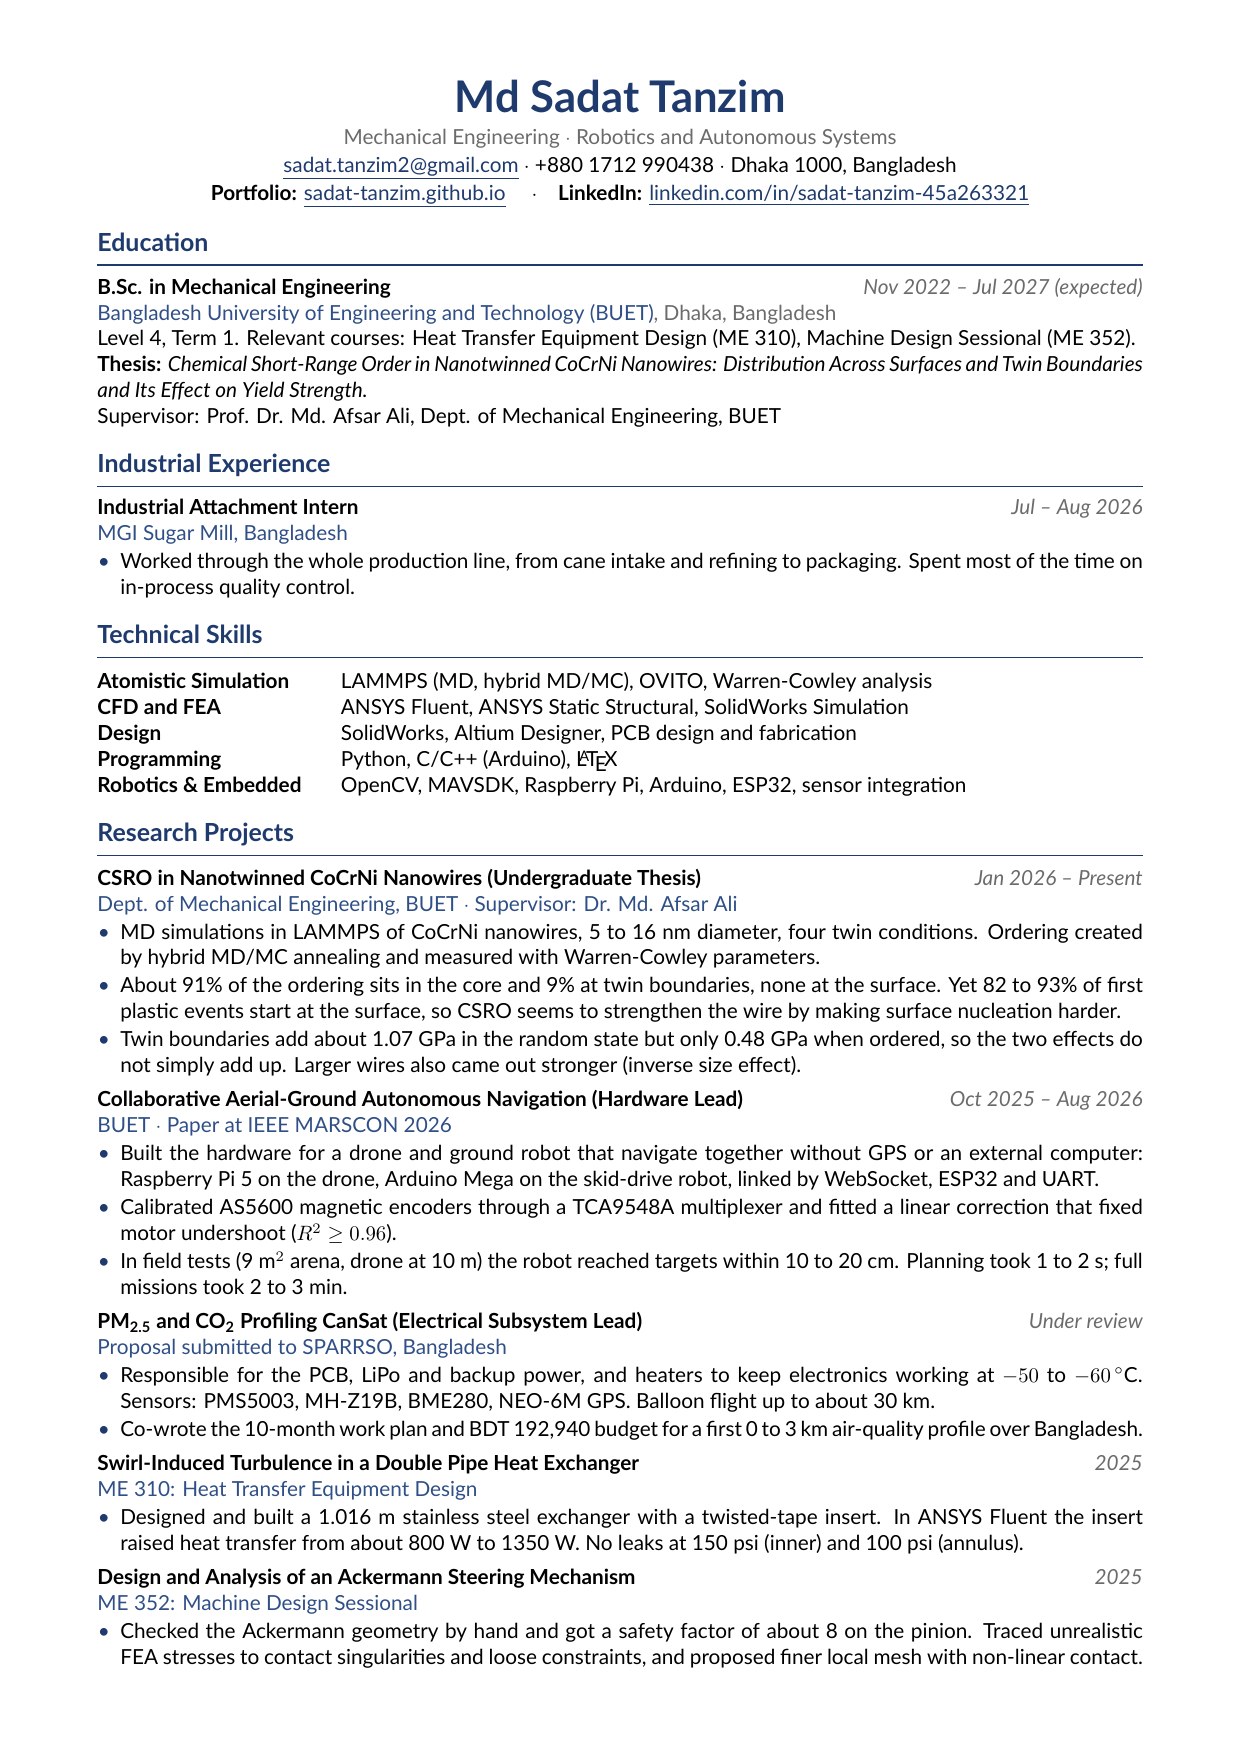 Md Sadat Tanzim
Mechanical Engineering · Robotics and Autonomous Systems
sadat.tanzim2@gmail.com · +880 1712 990438 · Dhaka 1000, Bangladesh
Portfolio: sadat-tanzim.github.io · LinkedIn: linkedin.com/in/sadat-tanzim-45a263321
Education
B.Sc. in Mechanical Engineering Nov 2022 – Jul 2027 (expected)
Bangladesh University of Engineering and Technology (BUET), Dhaka, Bangladesh
Level 4, Term 1. Relevant courses: Heat Transfer Equipment Design (ME 310), Machine Design Sessional (ME 352).
Thesis: Chemical Short-Range Order in Nanotwinned CoCrNi Nanowires: Distribution Across Surfaces and Twin Boundaries
and Its Effect on Yield Strength.
Supervisor: Prof. Dr. Md. Afsar Ali, Dept. of Mechanical Engineering, BUET
Industrial Experience
Industrial Attachment Intern Jul – Aug 2026
MGI Sugar Mill, Bangladesh
• Worked through the whole production line, from cane intake and refining to packaging. Spent most of the time on
in-process quality control.
Technical Skills
Atomistic Simulation LAMMPS (MD, hybrid MD/MC), OVITO, Warren-Cowley analysis
CFD and FEA ANSYS Fluent, ANSYS Static Structural, SolidWorks Simulation
Design SolidWorks, Altium Designer, PCB design and fabrication
Programming Python, C/C++ (Arduino), LATEX
Robotics & Embedded OpenCV, MAVSDK, Raspberry Pi, Arduino, ESP32, sensor integration
Research Projects
CSRO in Nanotwinned CoCrNi Nanowires (Undergraduate Thesis) Jan 2026 – Present
Dept. of Mechanical Engineering, BUET · Supervisor: Dr. Md. Afsar Ali
• MD simulations in LAMMPS of CoCrNi nanowires, 5 to 16 nm diameter, four twin conditions. Ordering created
by hybrid MD/MC annealing and measured with Warren-Cowley parameters.
• About 91% of the ordering sits in the core and 9% at twin boundaries, none at the surface. Yet 82 to 93% of first
plastic events start at the surface, so CSRO seems to strengthen the wire by making surface nucleation harder.
• Twin boundaries add about 1.07 GPa in the random state but only 0.48 GPa when ordered, so the two effects do
not simply add up. Larger wires also came out stronger (inverse size effect).
Collaborative Aerial-Ground Autonomous Navigation (Hardware Lead) Oct 2025 – Aug 2026
BUET · Paper at IEEE MARSCON 2026
• Built the hardware for a drone and ground robot that navigate together without GPS or an external computer:
Raspberry Pi 5 on the drone, Arduino Mega on the skid-drive robot, linked by WebSocket, ESP32 and UART.
• Calibrated AS5600 magnetic encoders through a TCA9548A multiplexer and fitted a linear correction that fixed
motor undershoot (R² ≥ 0.96).
• In field tests (9 m² arena, drone at 10 m) the robot reached targets within 10 to 20 cm. Planning took 1 to 2 s; full
missions took 2 to 3 min.
PM₂.₅ and CO₂ Profiling CanSat (Electrical Subsystem Lead) Under review
Proposal submitted to SPARRSO, Bangladesh
• Responsible for the PCB, LiPo and backup power, and heaters to keep electronics working at −50 to −60 °C.
Sensors: PMS5003, MH-Z19B, BME280, NEO-6M GPS. Balloon flight up to about 30 km.
• Co-wrote the 10-month work plan and BDT 192,940 budget for a first 0 to 3 km air-quality profile over Bangladesh.
Swirl-Induced Turbulence in a Double Pipe Heat Exchanger 2025
ME 310: Heat Transfer Equipment Design
• Designed and built a 1.016 m stainless steel exchanger with a twisted-tape insert. In ANSYS Fluent the insert
raised heat transfer from about 800 W to 1350 W. No leaks at 150 psi (inner) and 100 psi (annulus).
Design and Analysis of an Ackermann Steering Mechanism 2025
ME 352: Machine Design Sessional
• Checked the Ackermann geometry by hand and got a safety factor of about 8 on the pinion. Traced unrealistic
FEA stresses to contact singularities and loose constraints, and proposed finer local mesh with non-linear contact.